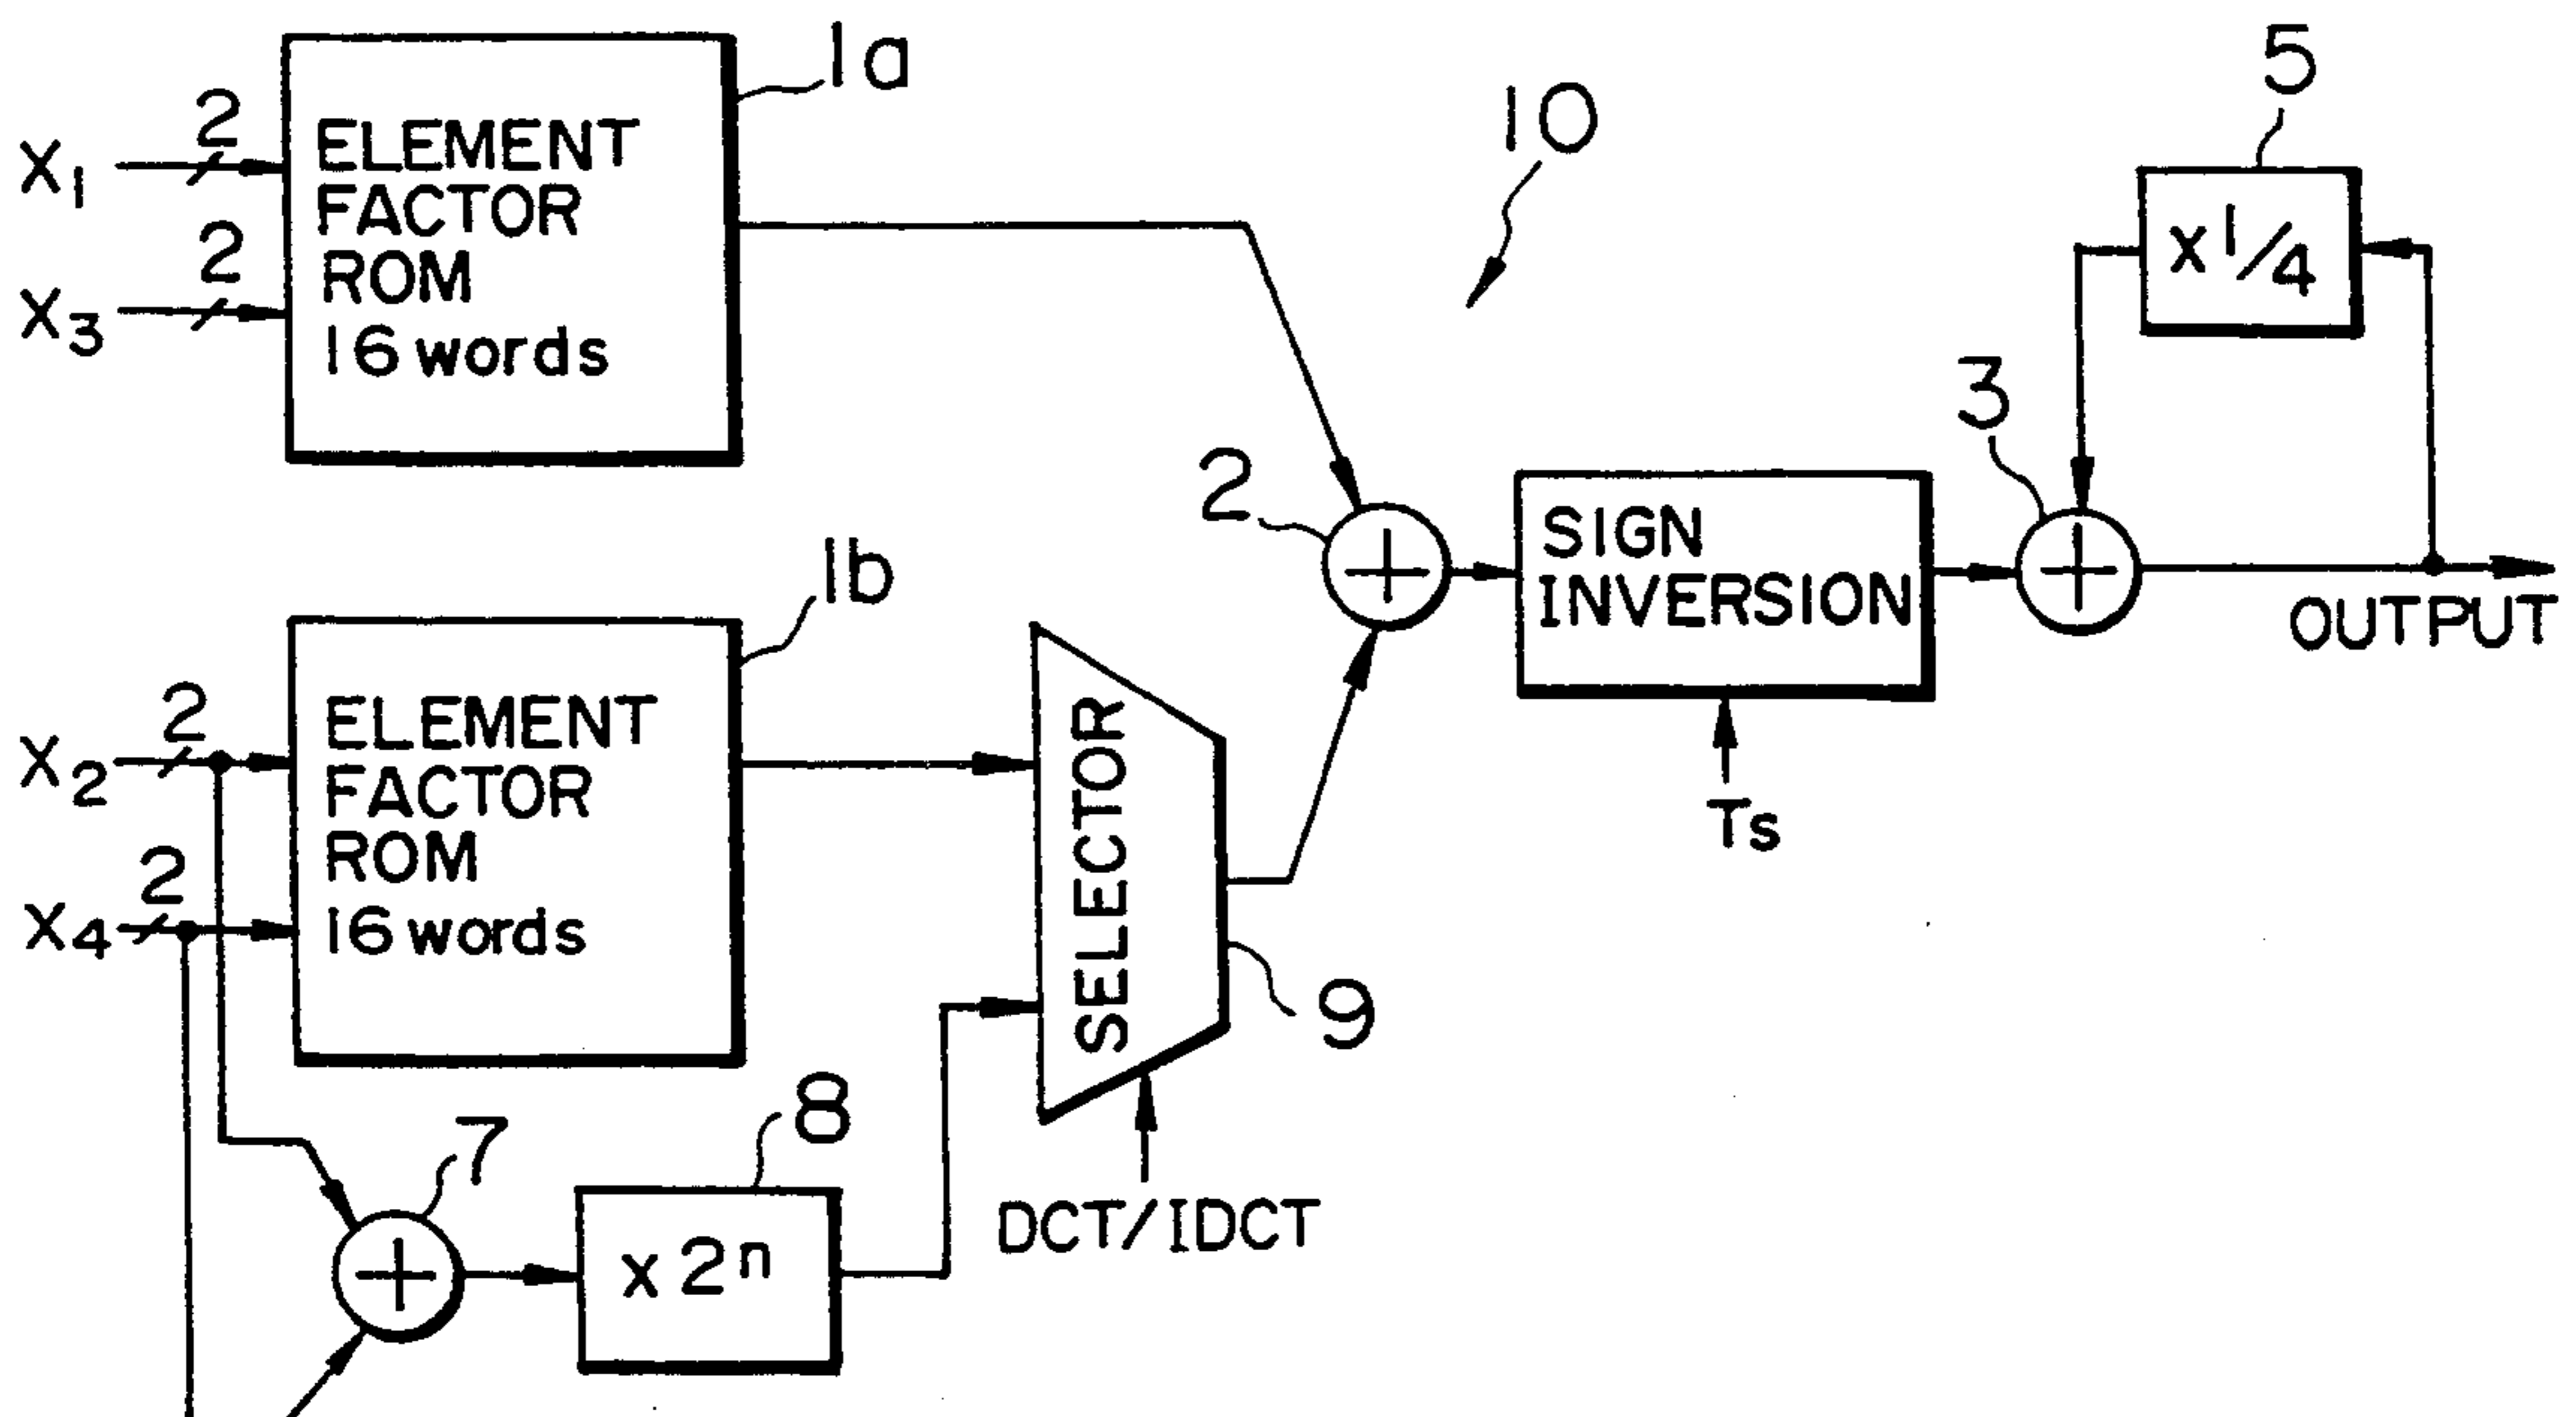 1a
2
X1
ELEMENT
FACTOR
ROM
16 words
2
X3
10
5
x 1/4
3
2
SIGN
INVERSION
OUTPUT
Ts
1b
2
X2
ELEMENT
FACTOR
ROM
16 words
2
X4
SELECTOR
9
DCT/IDCT
7
8
x 2ⁿ